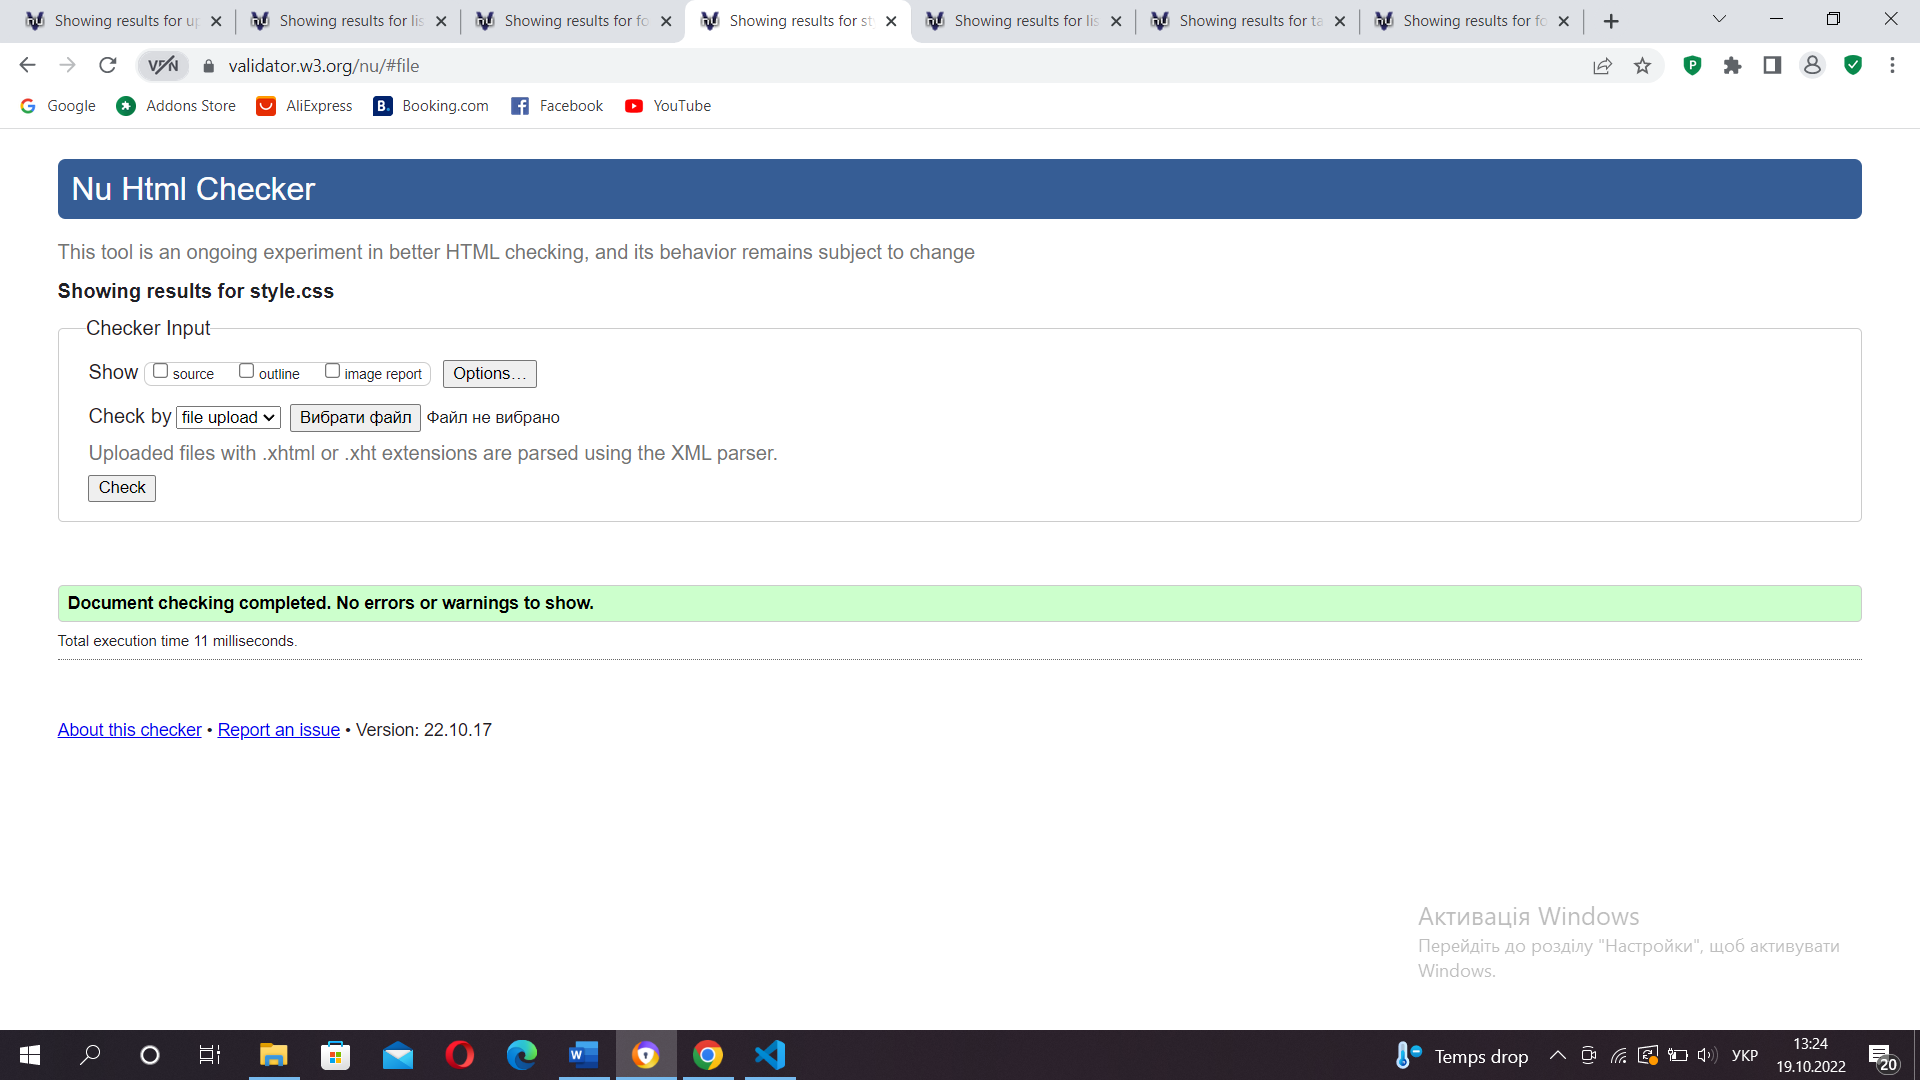 Showing results for up
Showing results for lis
Showing results for fo
Showing results for st
Showing results for lis
Showing results for ta
Showing results for fo
VPN validator.w3.org/nu/#file
Google Addons Store AliExpress Booking.com Facebook YouTube
Nu Html Checker
This tool is an ongoing experiment in better HTML checking, and its behavior remains subject to change
Showing results for style.css
Checker Input
Show source outline image report Options...
Check by file upload Вибрати файл Файл не вибрано
Uploaded files with .xhtml or .xht extensions are parsed using the XML parser.
Check
Document checking completed. No errors or warnings to show.
Total execution time 11 milliseconds.
About this checker • Report an issue • Version: 22.10.17
Активація Windows
Перейдіть до розділу "Настройки", щоб активувати
Windows.
Temps drop
УКР
13:24
19.10.2022
20